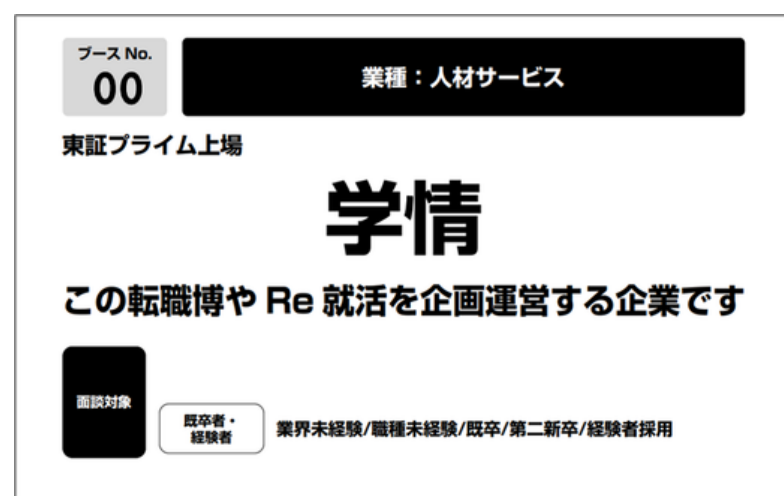 ブース No.
00
業種：人材サービス
東証プライム上場
学情
この転職博や Re 就活を企画運営する企業です
面談対象
既卒者・
経験者
業界未経験/職種未経験/既卒/第二新卒/経験者採用